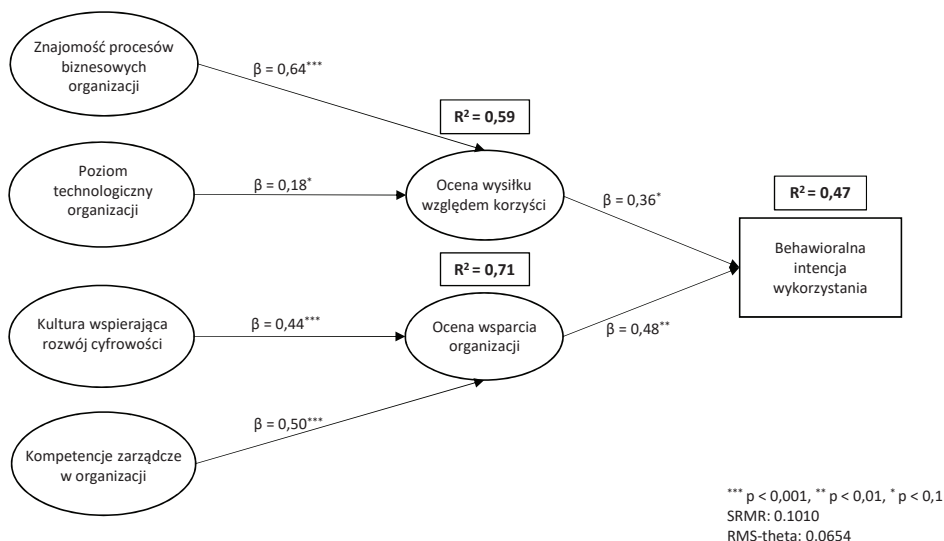 Znajomość procesów
biznesowych
organizacji
β = 0,64***
R² = 0,59
Poziom
technologiczny
organizacji
β = 0,18*
Ocena wysiłku
względem korzyści
β = 0,36*
R² = 0,47
Behawioralna
intencja
wykorzystania
R² = 0,71
Kultura wspierająca
rozwój cyfrowości
β = 0,44***
Ocena wsparcia
organizacji
β = 0,48**
Kompetencje zarządcze
w organizacji
β = 0,50***
*** p < 0,001, ** p < 0,01, * p < 0,1
SRMR: 0.1010
RMS-theta: 0.0654